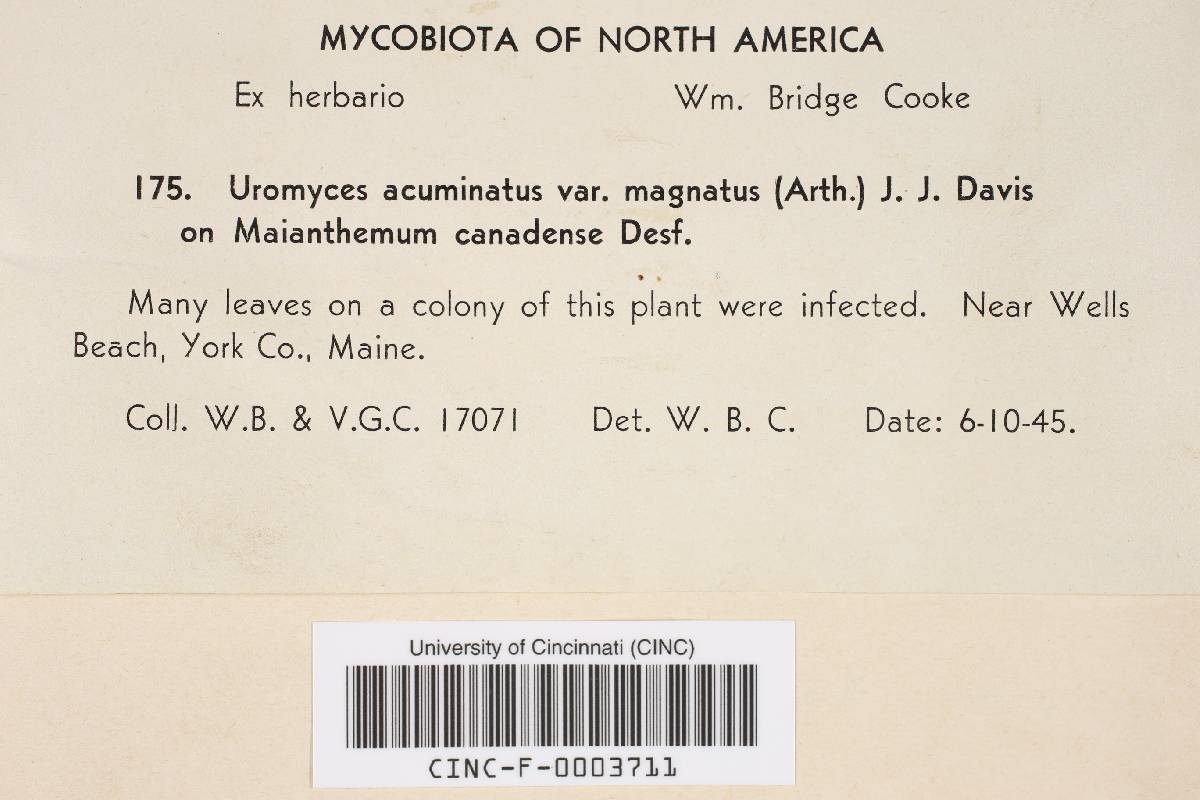 MYCOBIOTA OF NORTH AMERICA
Ex herbario Wm. Bridge Cooke
175. Uromyces acuminatus var. magnatus (Arth.) J. J. Davis
on Maianthemum canadense Desf.
Many leaves on a colony of this plant were infected. Near Wells
Beach, York Co., Maine.
Coll. W.B. & V.G.C. 17071 Det. W. B. C. Date: 6-10-45.
University of Cincinnati (CINC)
CINC-F-0003711